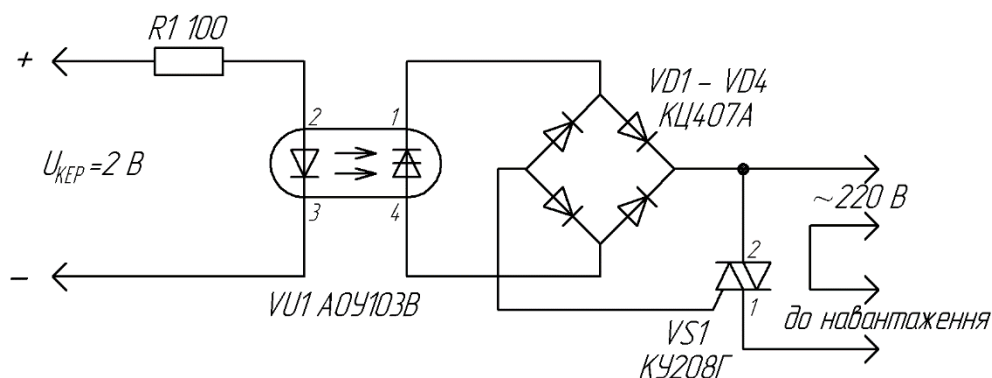 R1 100
+
2
1
VD1 – VD4
КЦ407А
U КЕР = 2 В
~220 В
3
4
–
2
1
VU1 АОУ103В
до навантаження
VS1
КУ208Г